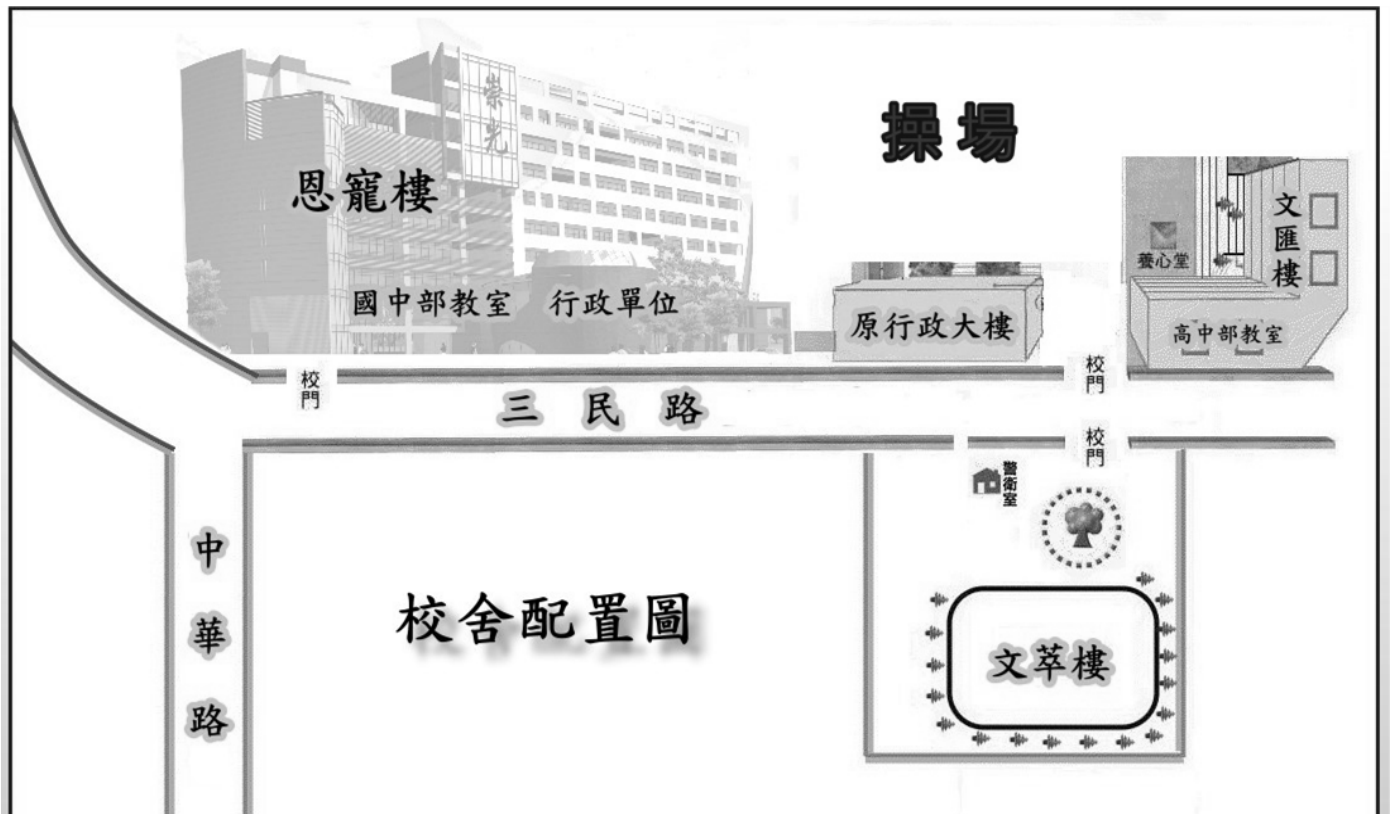 崇光
操場
恩寵樓
文匯樓
養心堂
國中部教室 行政單位
原行政大樓
高中部教室
校門
校門
三民路
校門
警衛室
中華路
校舍配置圖
文萃樓